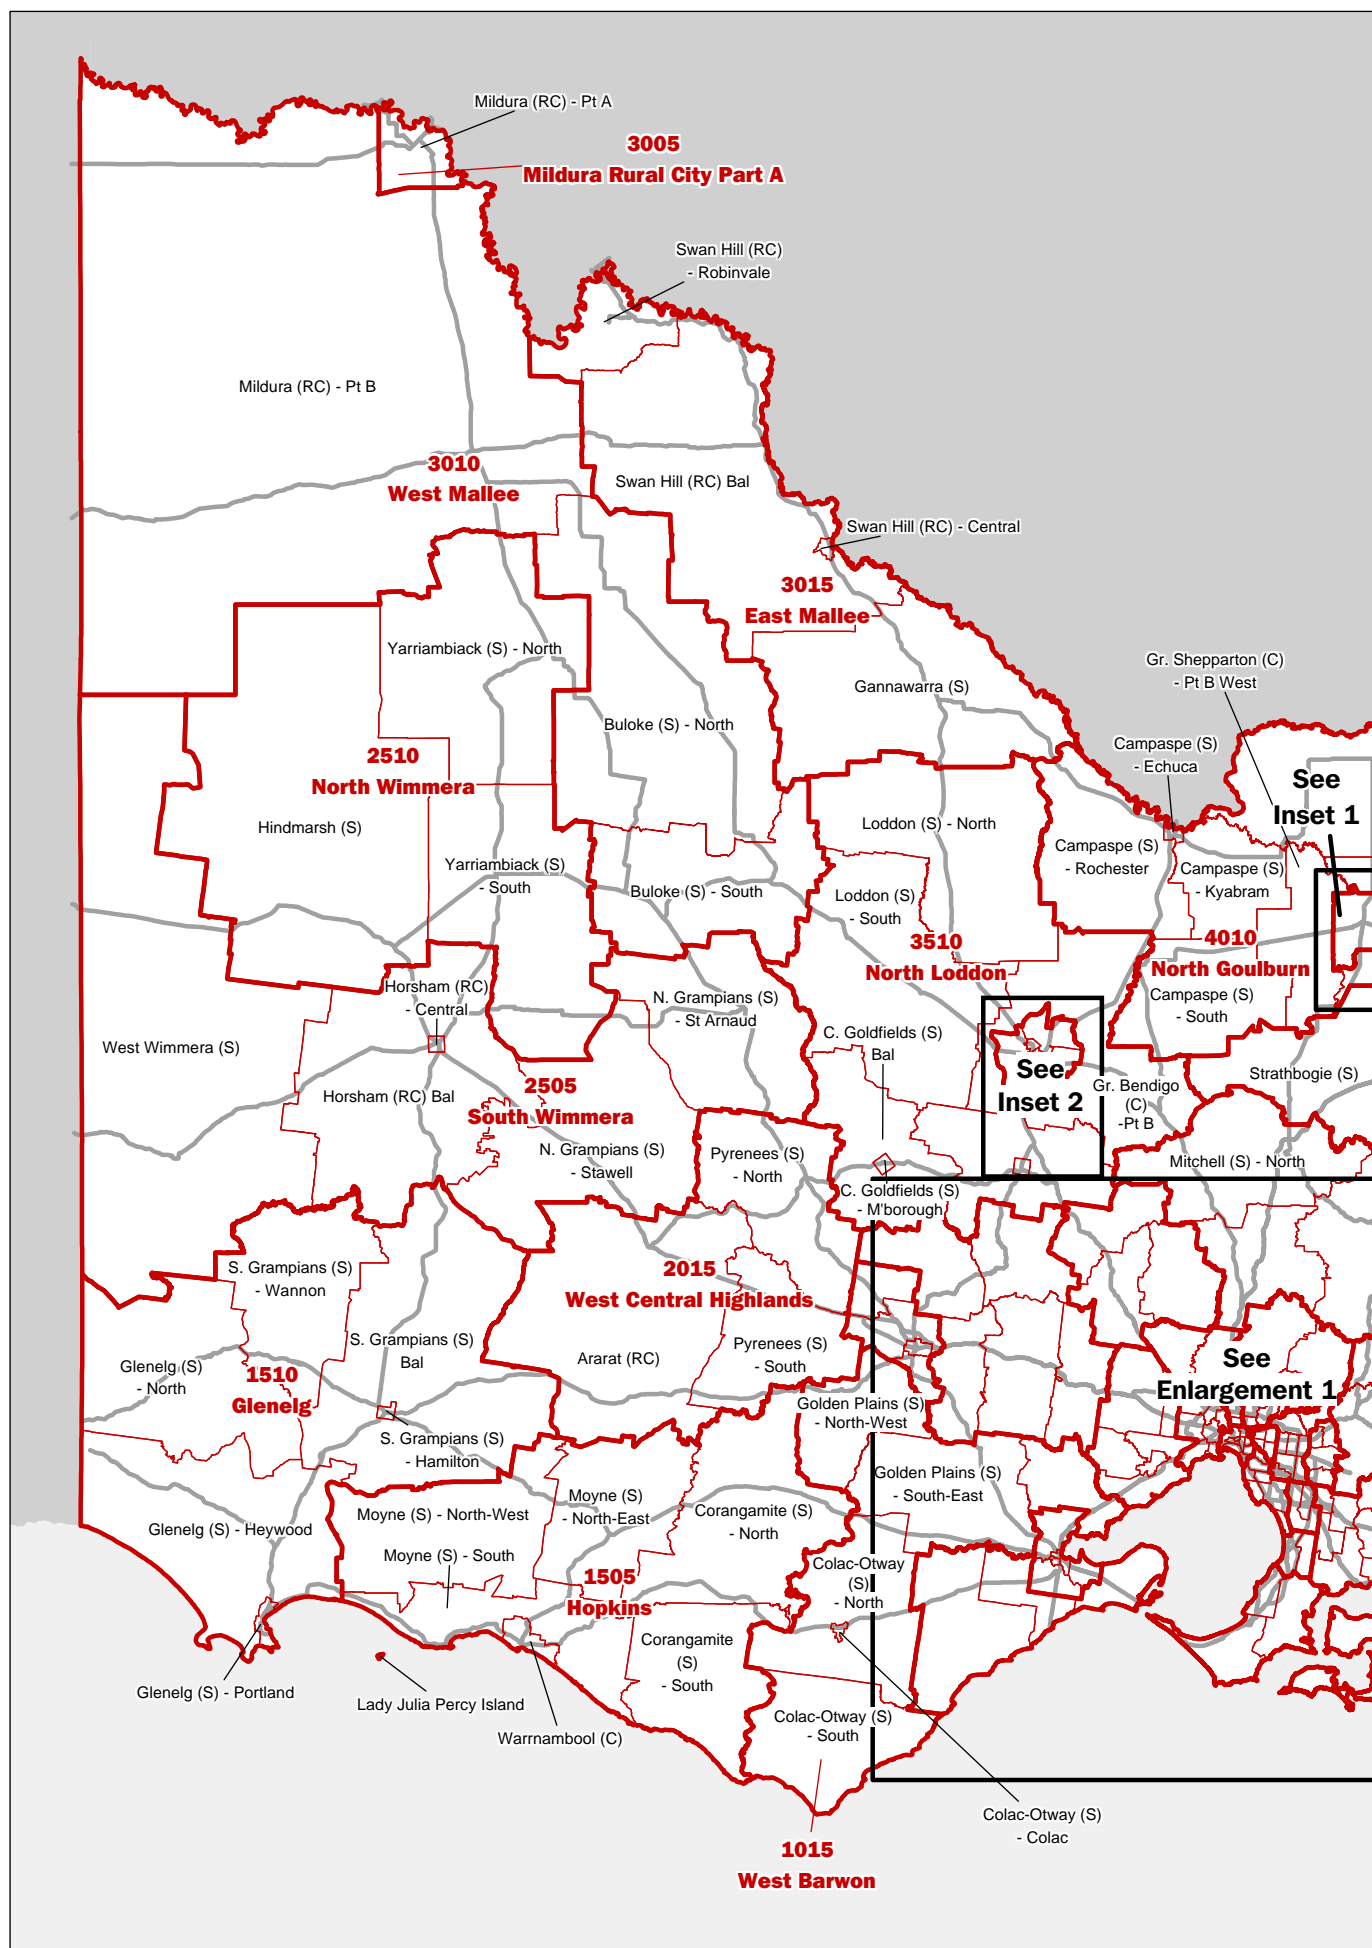 Mildura (RC) - Pt A
3005
Mildura Rural City Part A
Swan Hill (RC)
- Robinvale
Mildura (RC) - Pt B
3010
West Mallee
Swan Hill (RC) Bal
Swan Hill (RC) - Central
3015
East Mallee
Yarriambiack (S) - North
Gr. Shepparton (C)
- Pt B West
Gannawarra (S)
Buloke (S) - North
Campaspe (S)
- Echuca
2510
North Wimmera
See
Inset 1
Hindmarsh (S)
Loddon (S) - North
Campaspe (S)
- Rochester
Yarriambiack (S)
- South
Campaspe (S)
- Kyabram
Buloke (S) - South
Loddon (S)
- South
3510
North Loddon
4010
North Goulburn
Horsham (RC)
- Central
N. Grampians (S)
- St Arnaud
Campaspe (S)
- South
C. Goldfields (S)
Bal
West Wimmera (S)
See
Inset 2
Strathbogie (S)
Horsham (RC) Bal
2505
South Wimmera
Gr. Bendigo
(C)
-Pt B
N. Grampians (S)
- Stawell
Pyrenees (S)
- North
Mitchell (S) - North
C. Goldfields (S)
- M'borough
S. Grampians (S)
- Wannon
2015
West Central Highlands
S. Grampians (S)
Bal
Ararat (RC)
Pyrenees (S)
- South
See
Enlargement 1
Glenelg (S)
- North
1510
Glenelg
Golden Plains (S)
- North-West
S. Grampians (S)
- Hamilton
Golden Plains (S)
- South-East
Moyne (S)
- North-East
Moyne (S) - North-West
Corangamite (S)
- North
Glenelg (S) - Heywood
Moyne (S) - South
Colac-Otway
(S)
- North
1505
Hopkins
Corangamite
(S)
- South
Glenelg (S) - Portland
Lady Julia Percy Island
Warrnambool (C)
Colac-Otway (S)
- South
Colac-Otway (S)
- Colac
1015
West Barwon